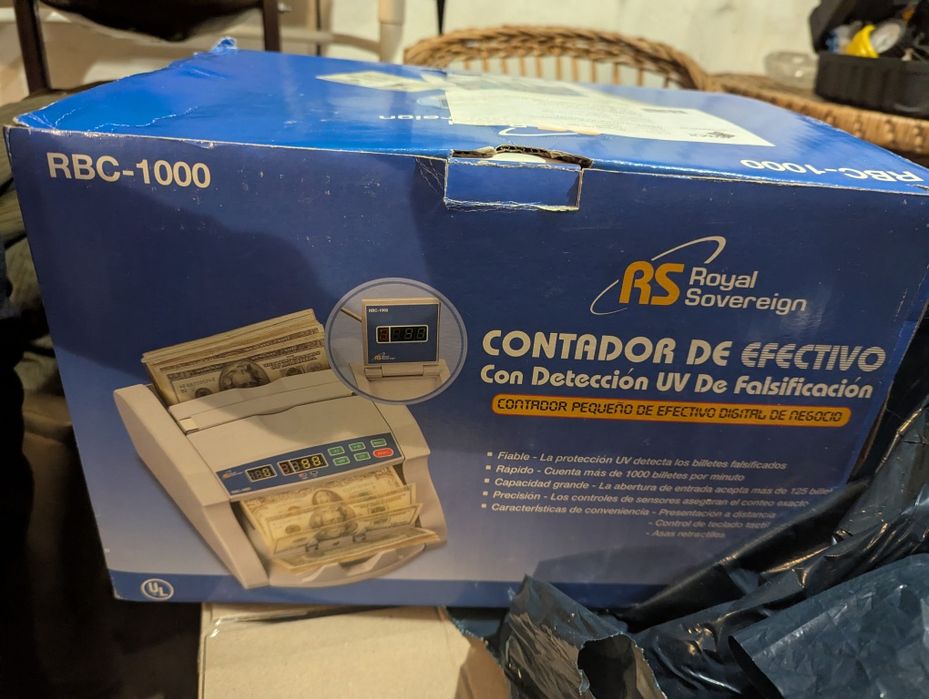 RBC-1000
RBC-1000
RS Royal Sovereign
CONTADOR DE EFECTIVO
Con Detección UV De Falsificación
CONTADOR PEQUEÑO DE EFECTIVO DIGITAL DE NEGOCIO
Fiable - La protección UV detecta los billetes falsificados
Rápido - Cuenta más de 1000 billetes por minuto
Capacidad grande - La abertura de entrada acepta mas de 125
Precisión - Los controles de sensores aseguran el conteo exacto
Características de conveniencia - Presentación a distancia
- Control de teclado táctil
- Asas retráctiles
RBC-1000
UL